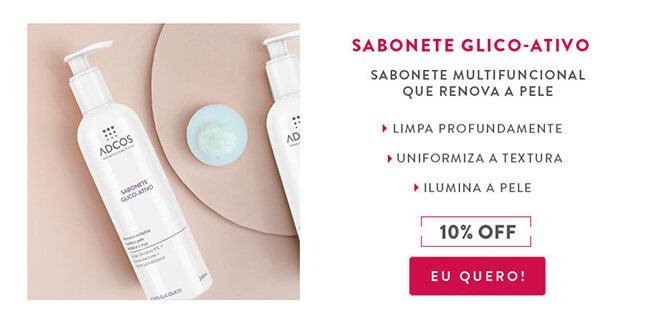 SABONETE GLICO-ATIVO
SABONETE MULTIFUNCIONAL
QUE RENOVA A PELE
LIMPA PROFUNDAMENTE
UNIFORMIZA A TEXTURA
ILUMINA A PELE
10% OFF
EU QUERO!
ADCOS
SABONETE
GLICO-ATIVO